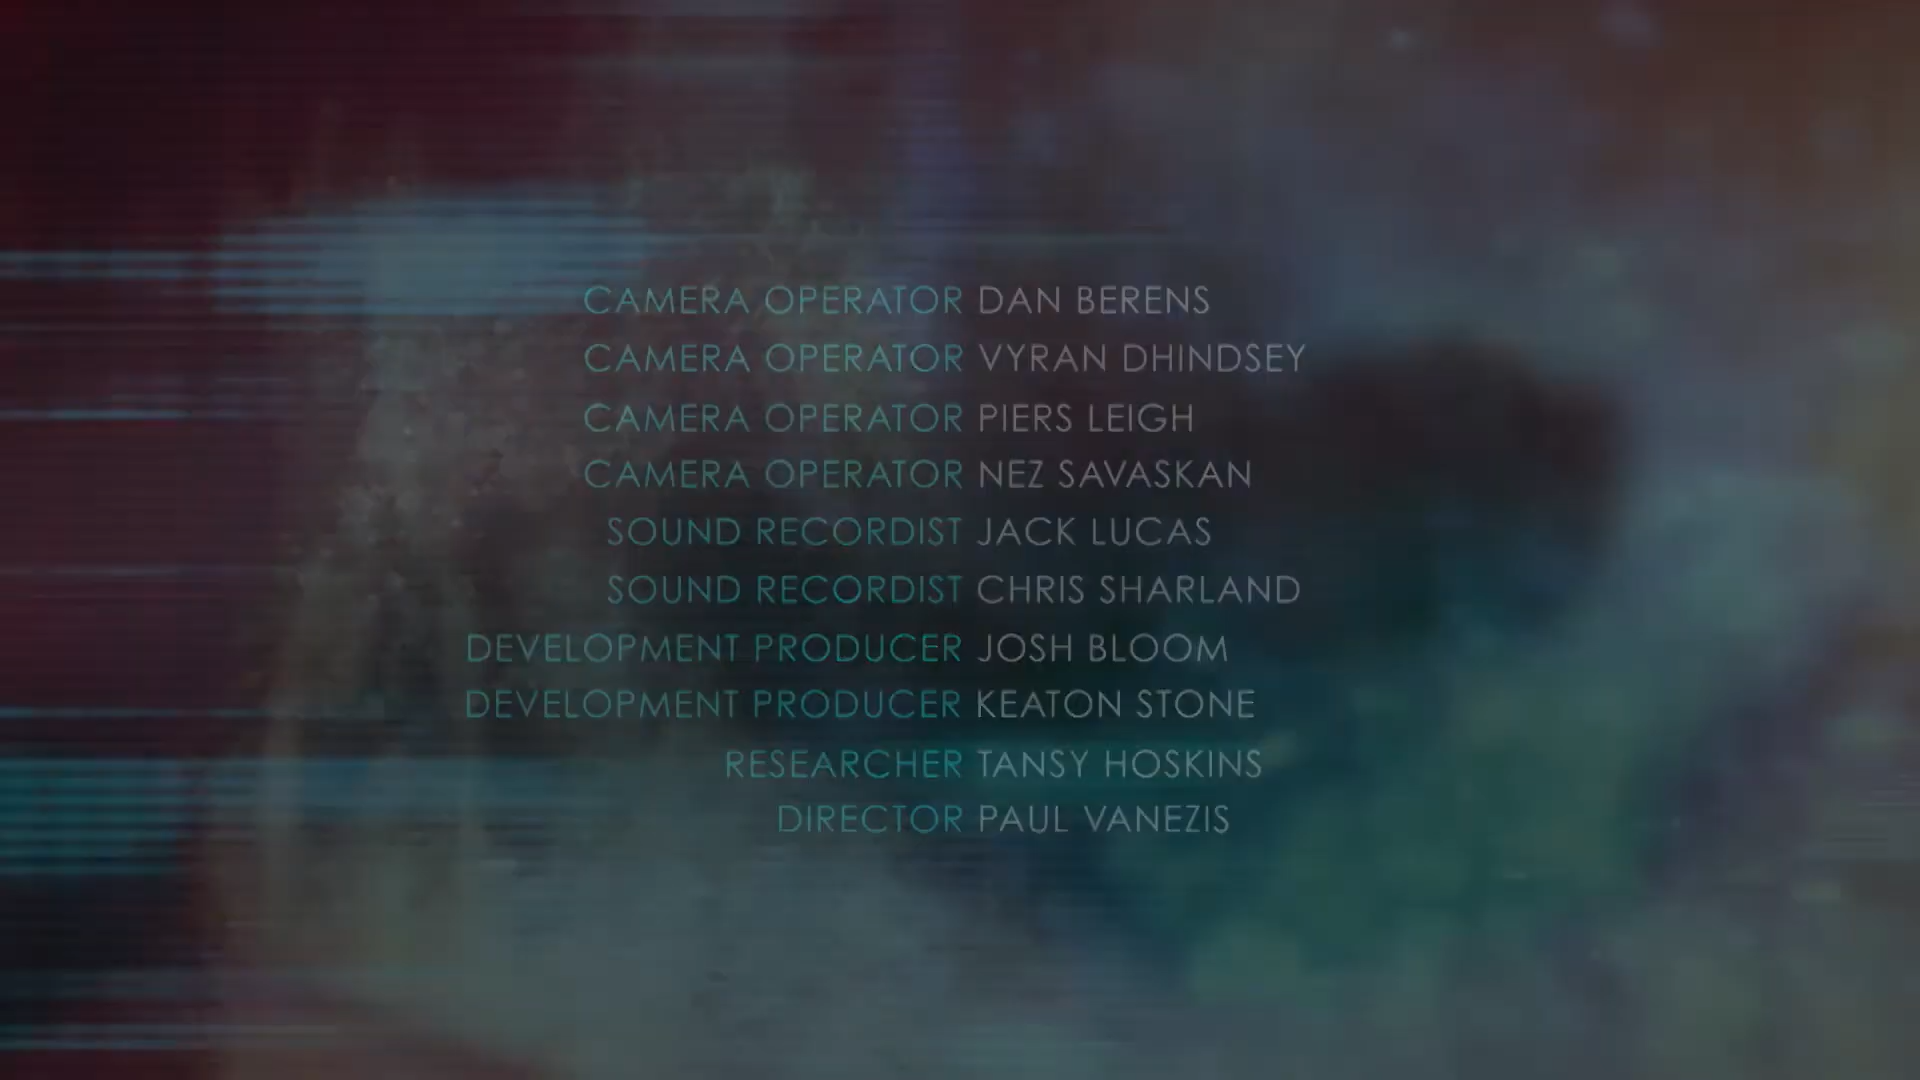 CAMERA OPERATOR DAN BERENS
CAMERA OPERATOR VYRAN DHINDSEY
CAMERA OPERATOR PIERS LEIGH
CAMERA OPERATOR NEZ SAVASKAN
SOUND RECORDIST JACK LUCAS
SOUND RECORDIST CHRIS SHARLAND
DEVELOPMENT PRODUCER JOSH BLOOM
DEVELOPMENT PRODUCER KEATON STONE
RESEARCHER TANSY HOSKINS
DIRECTOR PAUL VANEZIS